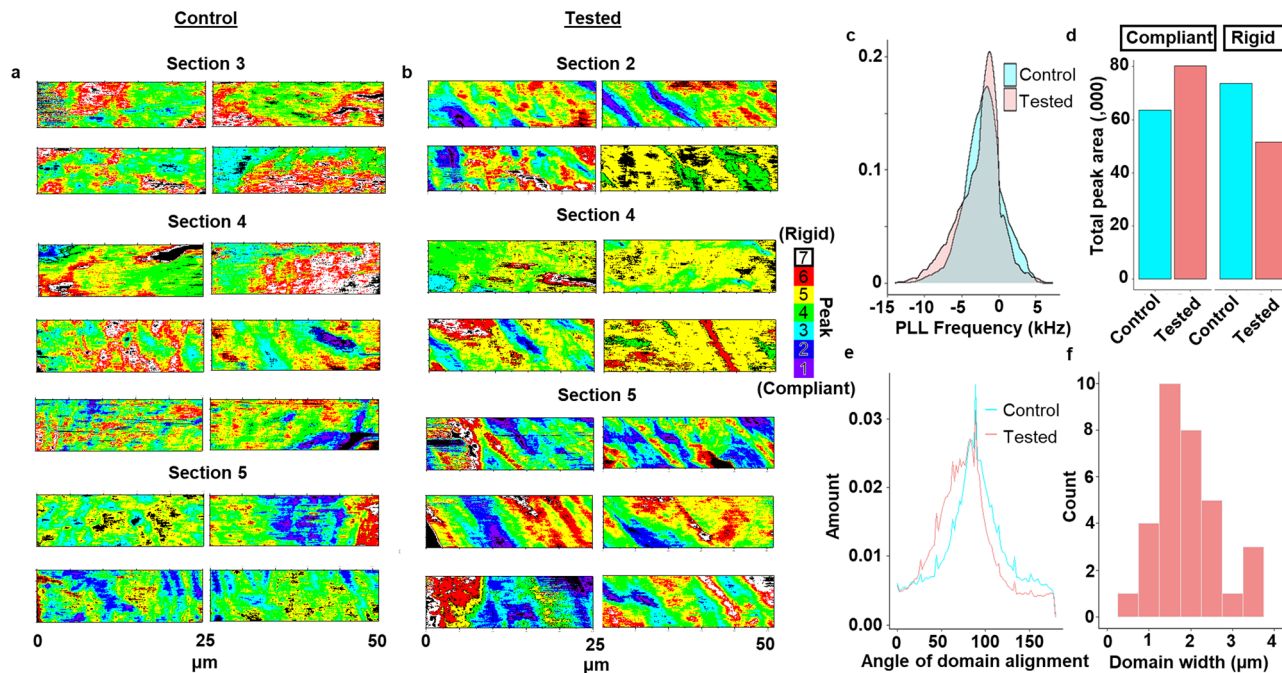 Control
Tested
a
Section 3
Section 4
Section 5
0
25
50
µm
b
Section 2
Section 4
Section 5
0
25
50
µm
(Rigid)
7
6
5
4
3
2
1
Peak
(Compliant)
c
0.2
0.1
0
-15
-10
-5
0
5
PLL Frequency (kHz)
Control
Tested
d
Compliant
Rigid
Total peak area (,000)
80
60
40
20
0
Control
Tested
Control
Tested
e
Control
Tested
Amount
0.03
0.02
0.01
0.00
0
50
100
150
Angle of domain alignment
f
Count
10
8
6
4
2
0
0
1
2
3
4
Domain width (µm)